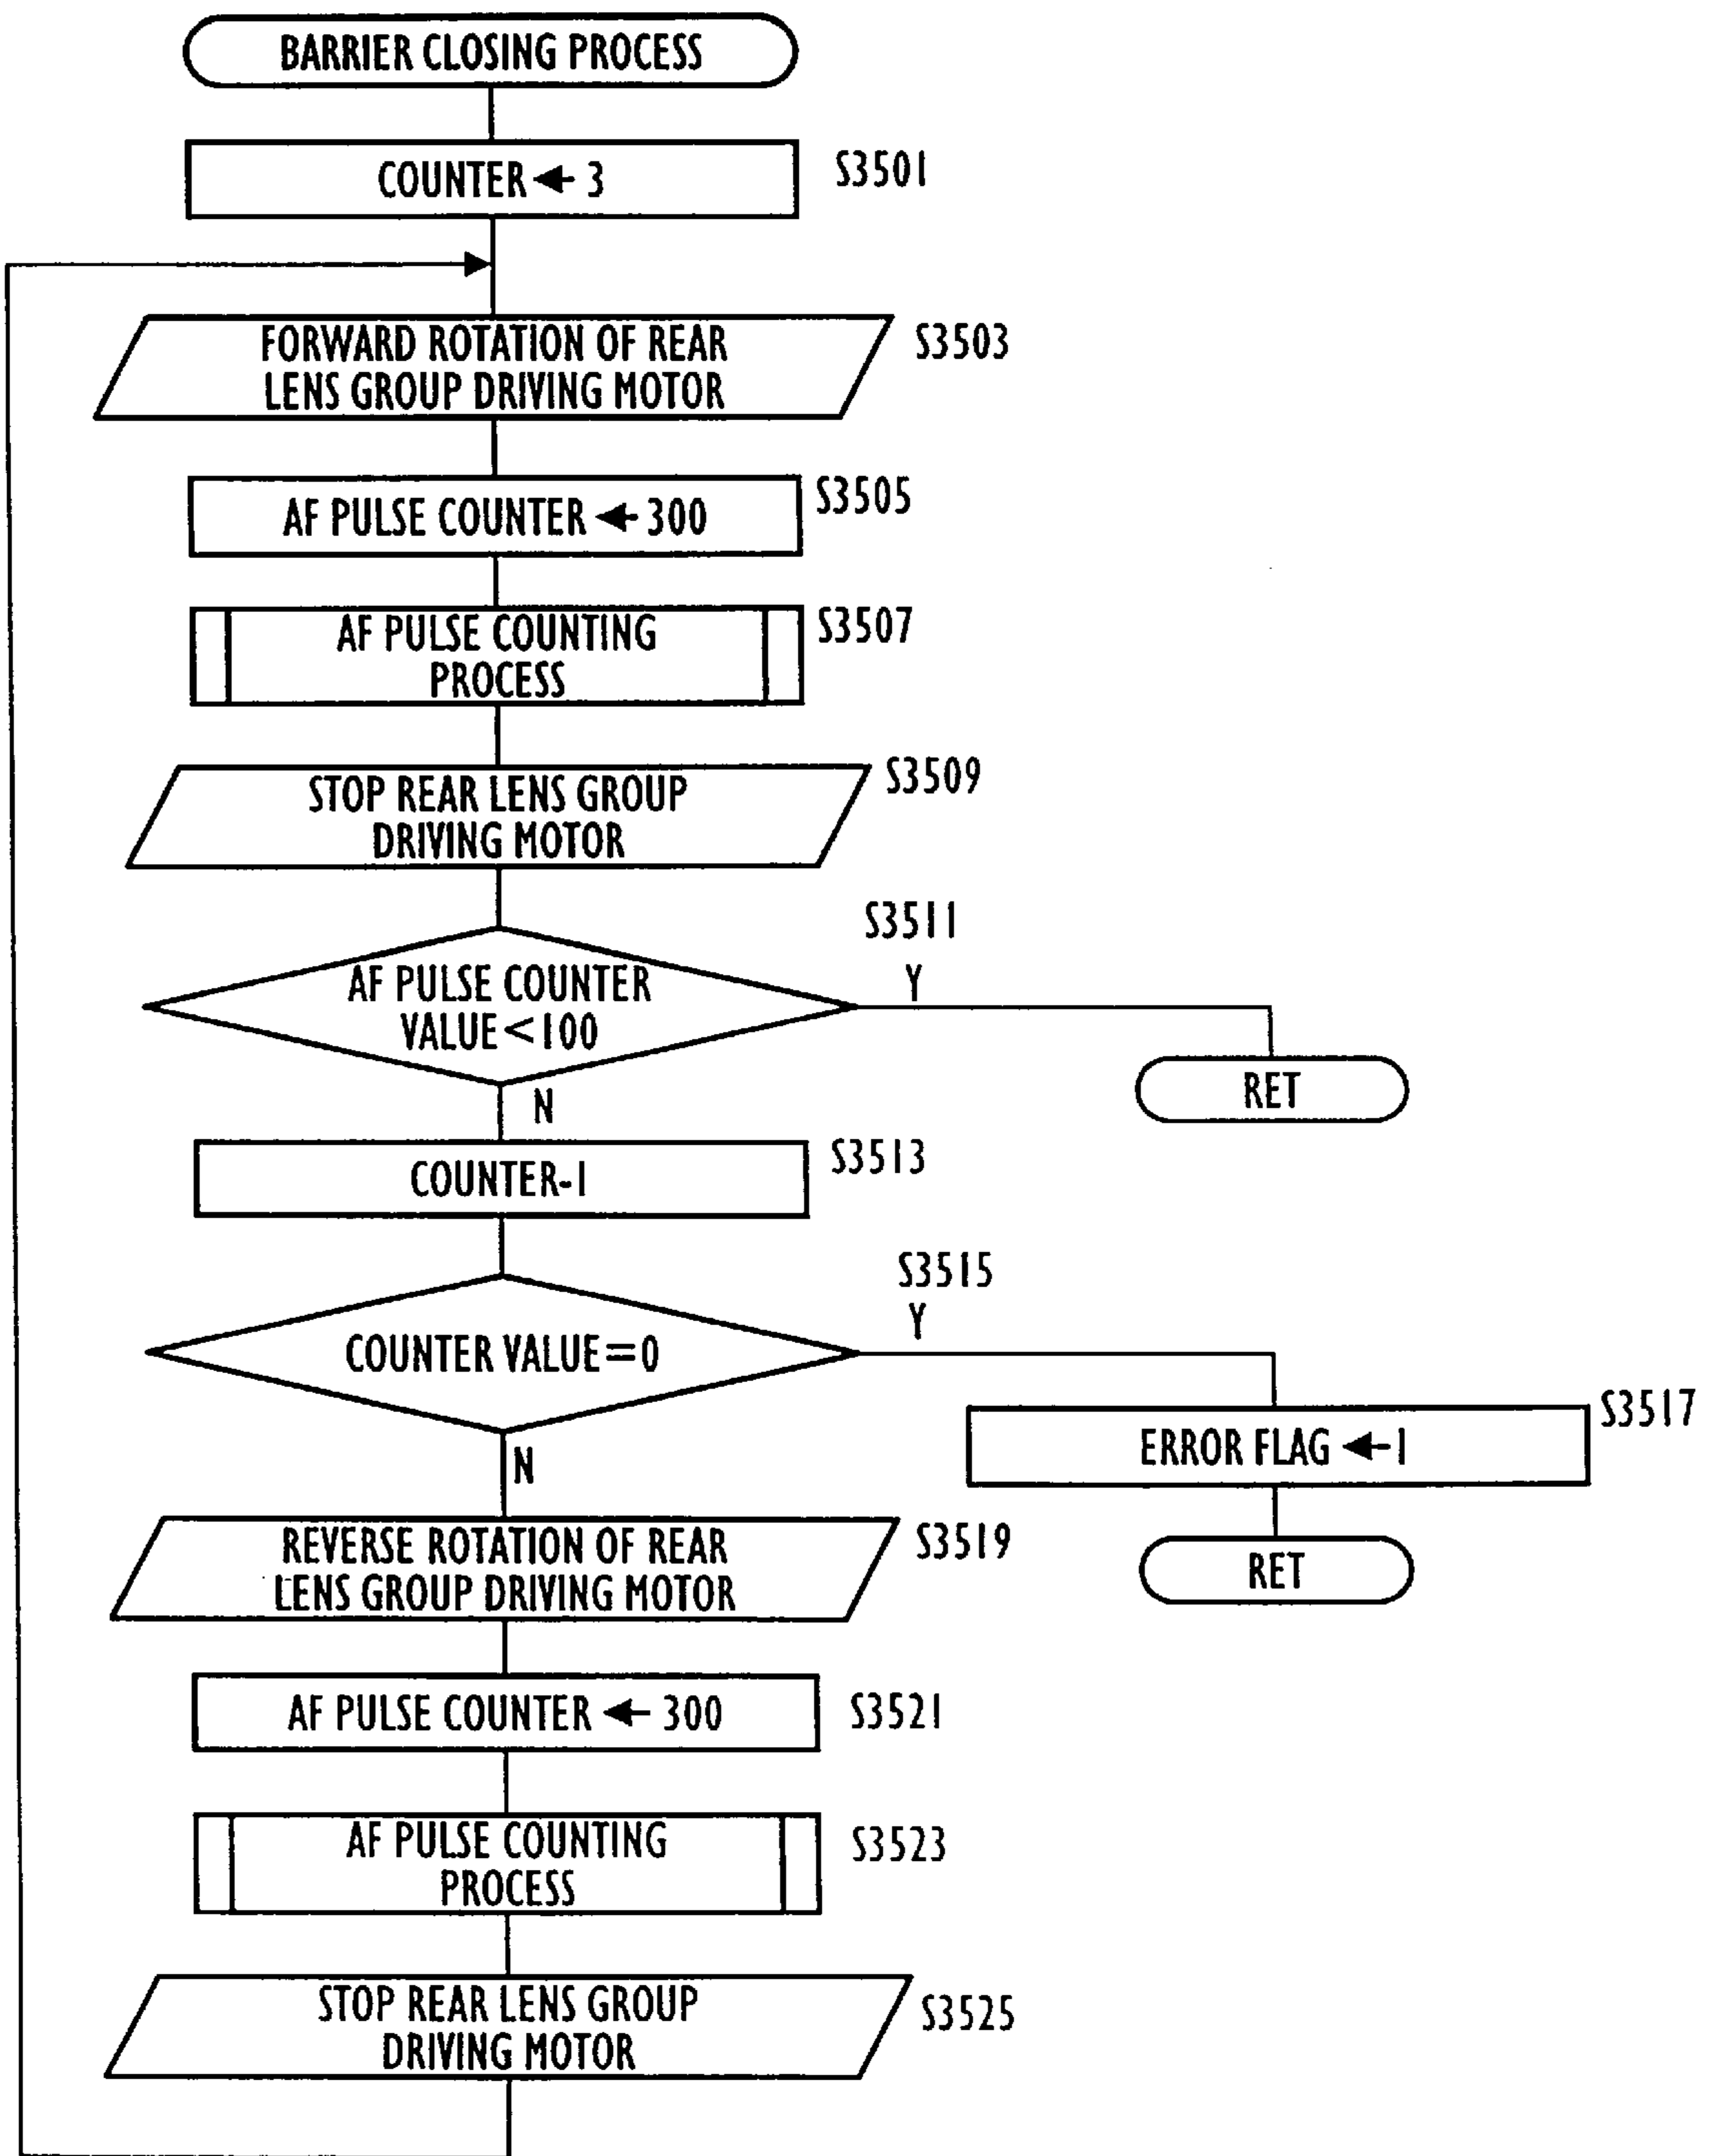 BARRIER CLOSING PROCESS
COUNTER ← 3
S3501
FORWARD ROTATION OF REAR
LENS GROUP DRIVING MOTOR
S3503
AF PULSE COUNTER ← 300
S3505
AF PULSE COUNTING
PROCESS
S3507
STOP REAR LENS GROUP
DRIVING MOTOR
S3509
S3511
AF PULSE COUNTER
VALUE<100
Y
RET
N
COUNTER-1
S3513
S3515
COUNTER VALUE=0
Y
ERROR FLAG ←1
S3517
RET
N
REVERSE ROTATION OF REAR
LENS GROUP DRIVING MOTOR
S3519
AF PULSE COUNTER ← 300
S3521
AF PULSE COUNTING
PROCESS
S3523
STOP REAR LENS GROUP
DRIVING MOTOR
S3525